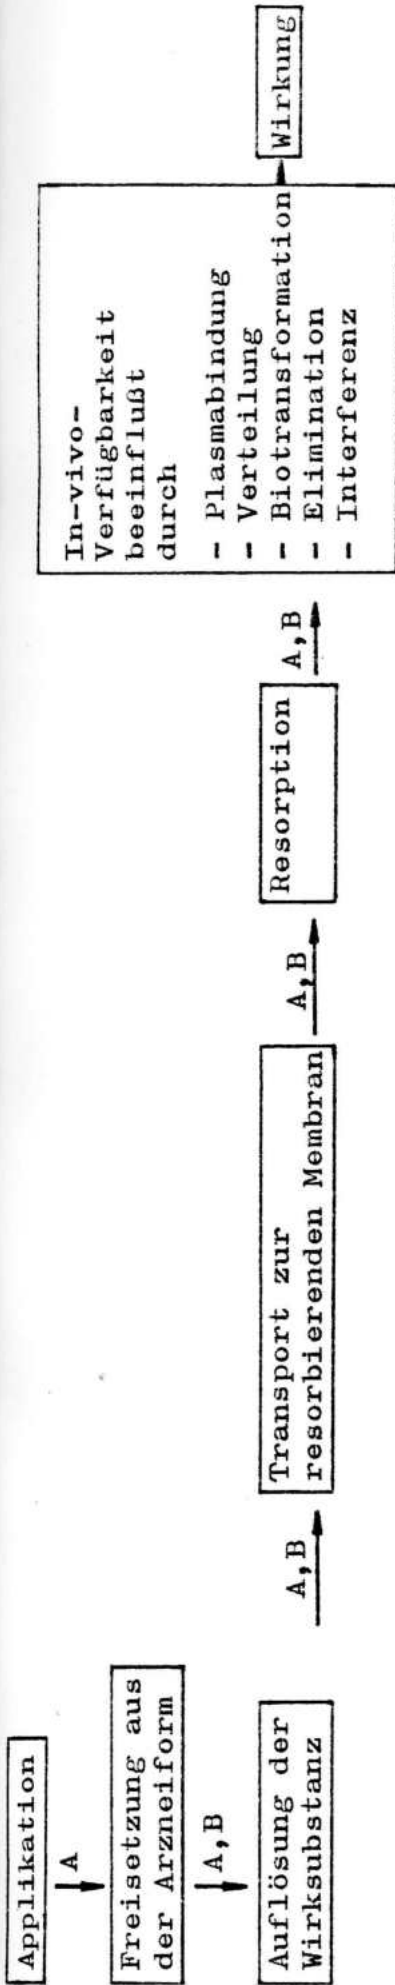 Applikation
A
Freisetzung aus
der Arzneiform
A,B
Auflösung der
Wirksubstanz
A,B
Transport zur
resorbierenden Membran
A,B
Resorption
A,B
In-vivo-
Verfügbarkeit
beeinflußt
durch
- Plasmabindung
- Verteilung
- Biotransformation
- Elimination
- Interferenz
Wirkung